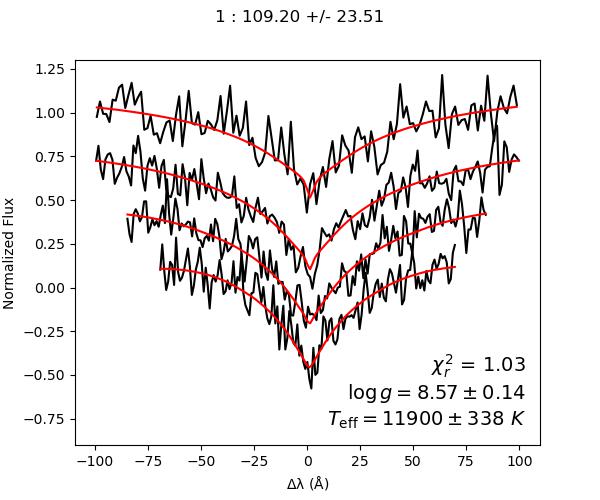 1 : 109.20 +/- 23.51
1.25
1.00
0.75
0.50
0.25
0.00
−0.25
−0.50
−0.75
Normalized Flux
χ²ᵣ = 1.03
log g = 8.57 ± 0.14
T_eff = 11900 ± 338 K
−100 −75 −50 −25 0 25 50 75 100
Δλ (Å)